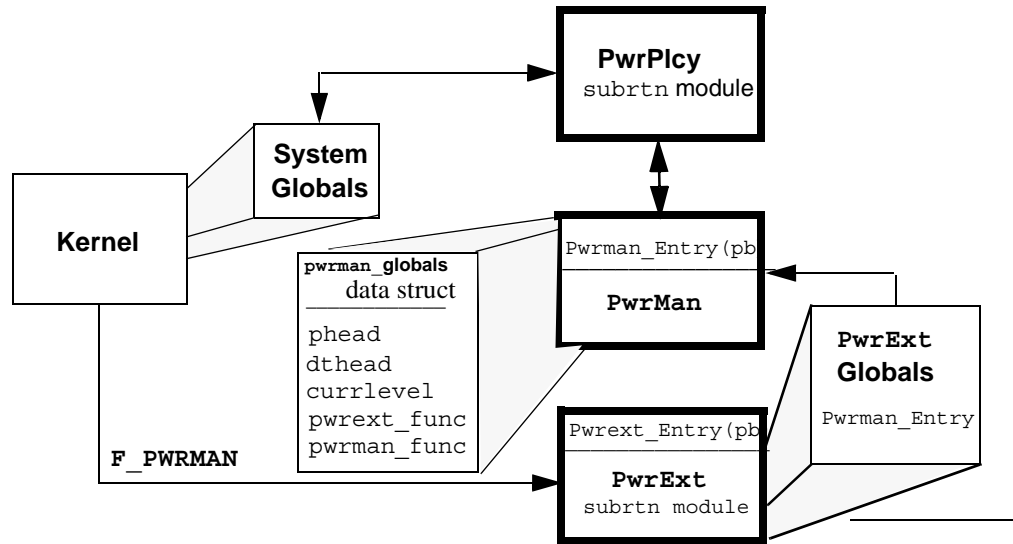 PwrPlcy
subrtn module
System
Globals
Kernel
Pwrman_Entry(pb
pwrman_globals
data struct
PwrMan
phead
dthead
currlevel
pwrext_func
pwrman_func
PwrExt
Globals
Pwrman_Entry
Pwrext_Entry(pb
F_PWRMAN
PwrExt
subrtn module